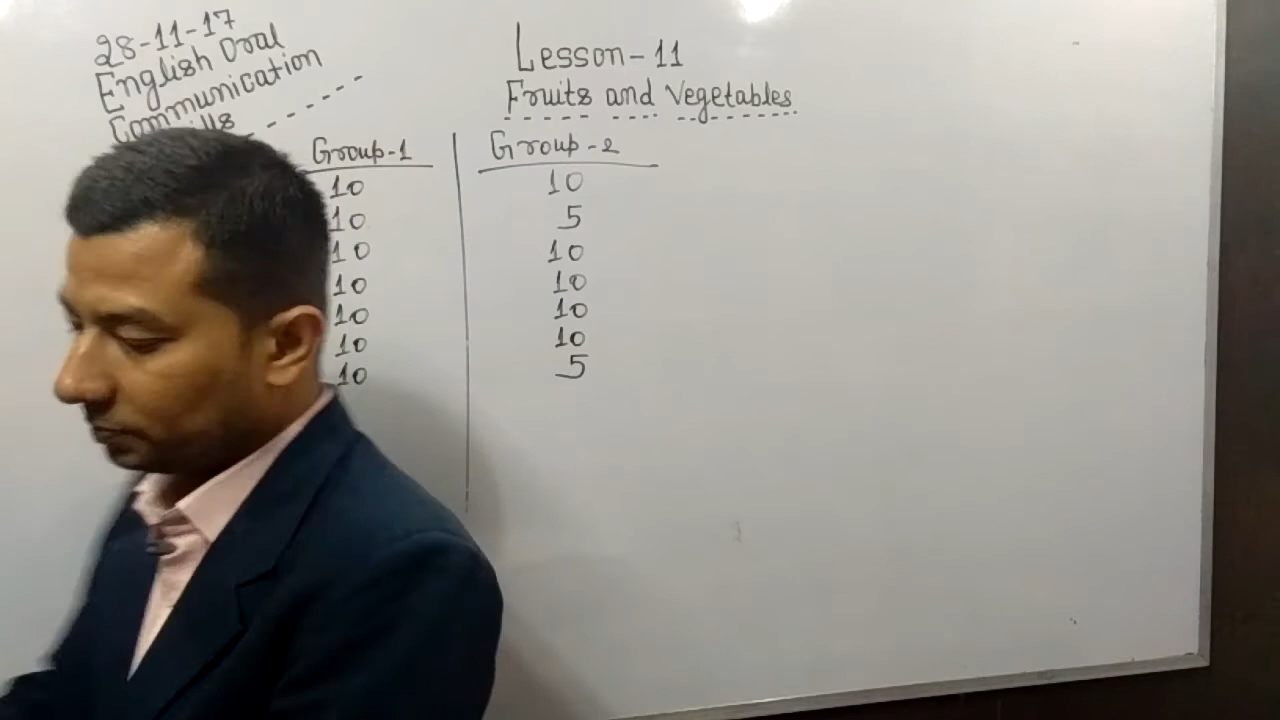 28-11-17
English Oral
Communication
Lesson-11
Fruits and Vegetables
Group-1
Group-2
10 10
10 5
10 10
10 10
10 10
10 10
10 5